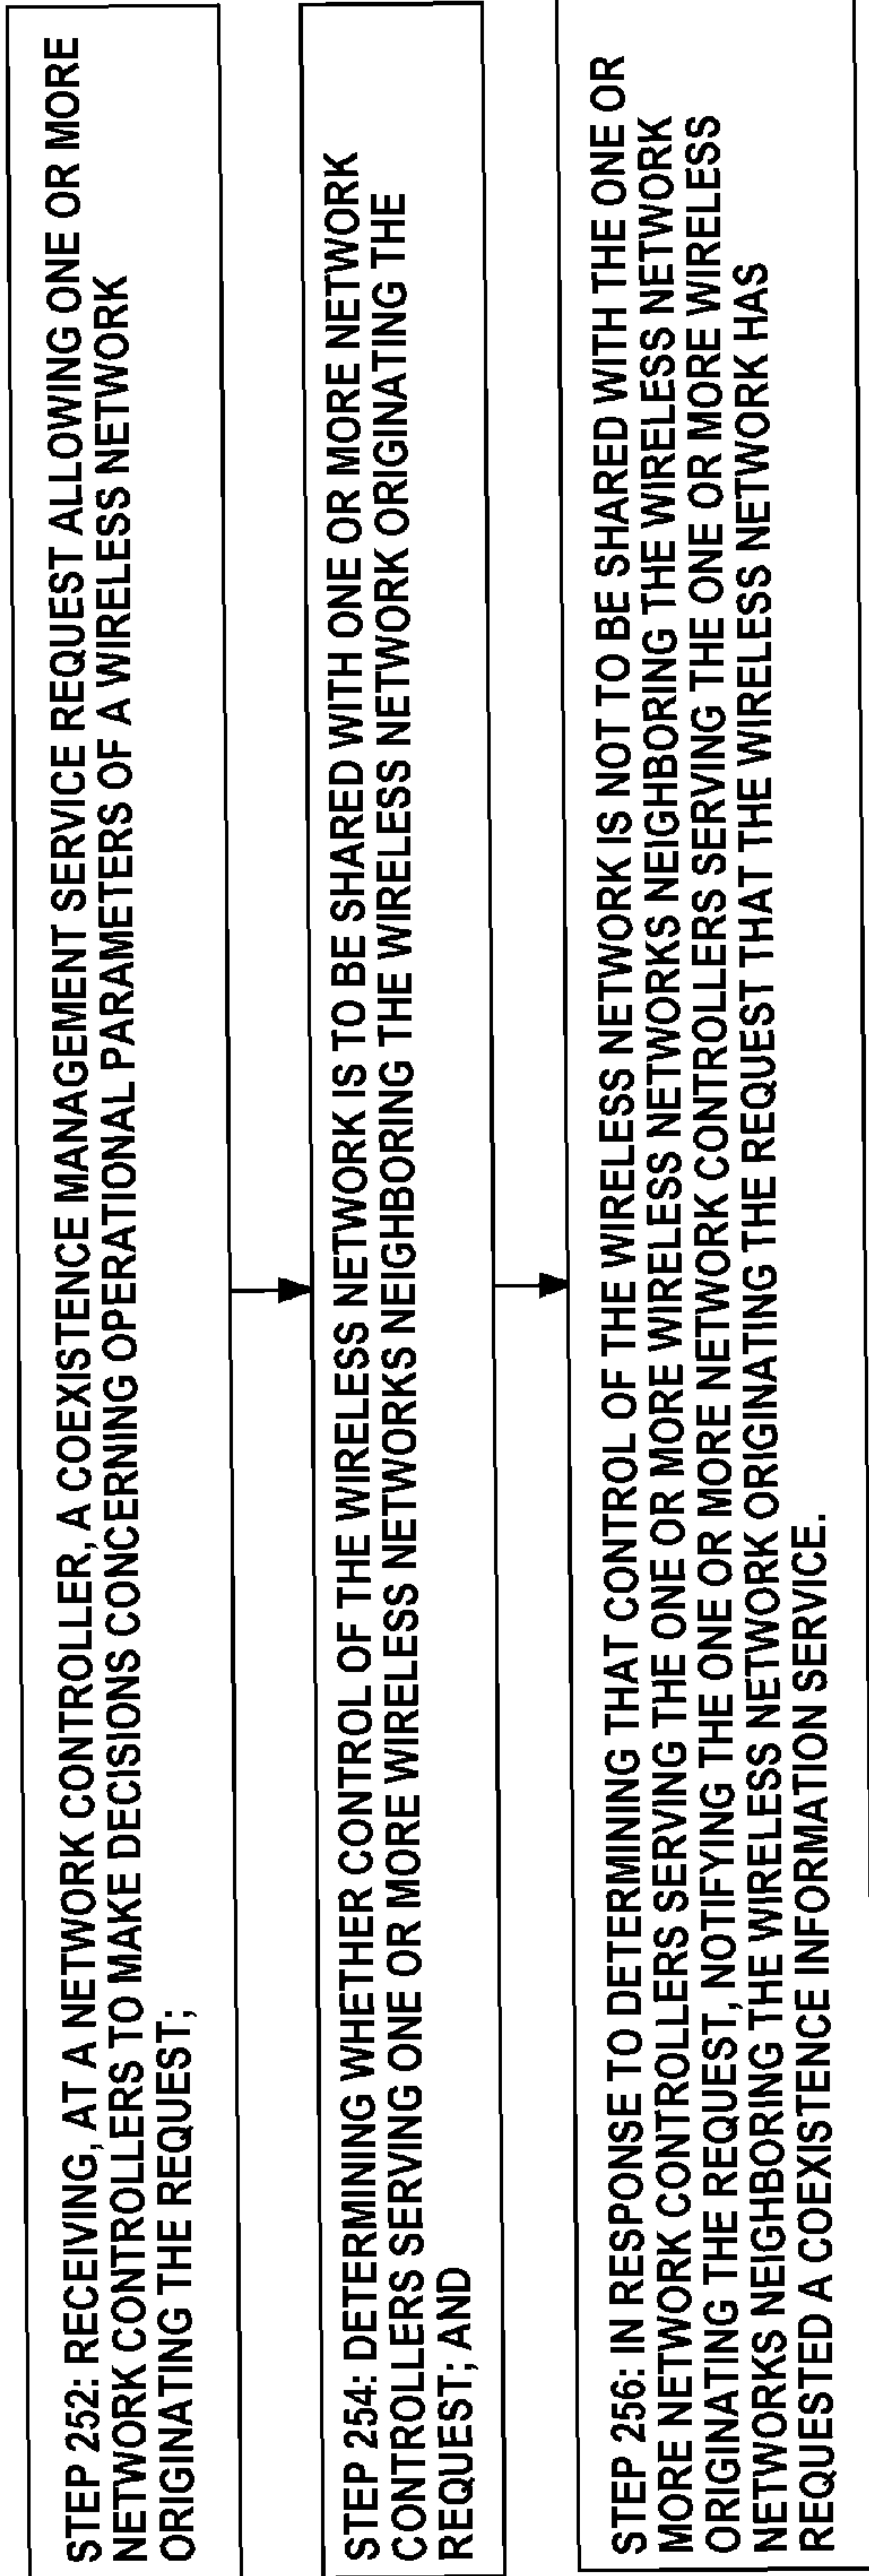 STEP 252: RECEIVING, AT A NETWORK CONTROLLER, A COEXISTENCE MANAGEMENT SERVICE REQUEST ALLOWING ONE OR MORE
NETWORK CONTROLLERS TO MAKE DECISIONS CONCERNING OPERATIONAL PARAMETERS OF A WIRELESS NETWORK
ORIGINATING THE REQUEST;
STEP 254: DETERMINING WHETHER CONTROL OF THE WIRELESS NETWORK IS TO BE SHARED WITH ONE OR MORE NETWORK
CONTROLLERS SERVING ONE OR MORE WIRELESS NETWORKS NEIGHBORING THE WIRELESS NETWORK ORIGINATING THE
REQUEST; AND
STEP 256: IN RESPONSE TO DETERMINING THAT CONTROL OF THE WIRELESS NETWORK IS NOT TO BE SHARED WITH THE ONE OR
MORE NETWORK CONTROLLERS SERVING THE ONE OR MORE WIRELESS NETWORKS NEIGHBORING THE WIRELESS NETWORK
ORIGINATING THE REQUEST, NOTIFYING THE ONE OR MORE NETWORK CONTROLLERS SERVING THE ONE OR MORE WIRELESS
NETWORKS NEIGHBORING THE WIRELESS NETWORK ORIGINATING THE REQUEST THAT THE WIRELESS NETWORK HAS
REQUESTED A COEXISTENCE INFORMATION SERVICE.